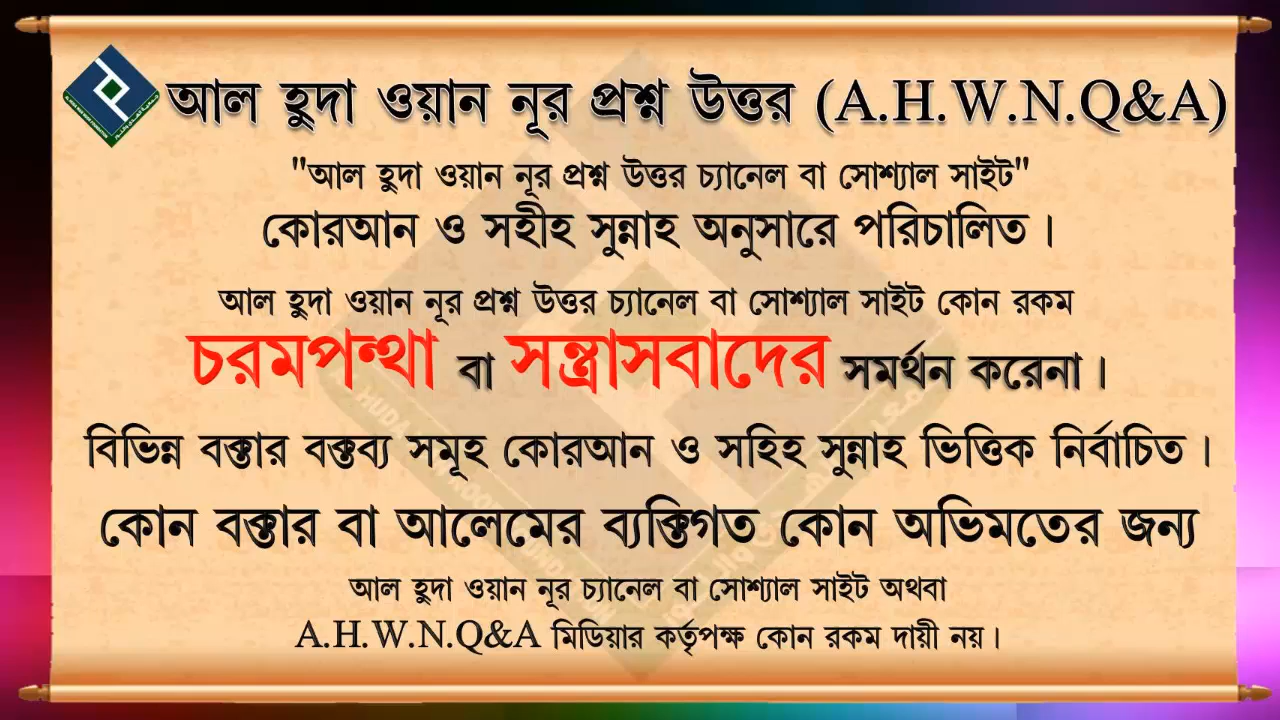 আল হুদা ওয়ান নূর প্রশ্ন উত্তর (A.H.W.N.Q&A)
"আল হুদা ওয়ান নূর প্রশ্ন উত্তর চ্যানেল বা সোশ্যাল সাইট"
কোরআন ও সহীহ সুন্নাহ অনুসারে পরিচালিত।
আল হুদা ওয়ান নূর প্রশ্ন উত্তর চ্যানেল বা সোশ্যাল সাইট কোন রকম
চরমপন্থা বা সন্ত্রাসবাদের সমর্থন করেনা।
বিভিন্ন বক্তার বক্তব্য সমূহ কোরআন ও সহিহ সুন্নাহ ভিত্তিক নির্বাচিত।
কোন বক্তার বা আলেমের ব্যক্তিগত কোন অভিমতের জন্য
আল হুদা ওয়ান নূর চ্যানেল বা সোশ্যাল সাইট অথবা
A.H.W.N.Q&A মিডিয়ার কর্তৃপক্ষ কোন রকম দায়ী নয়।